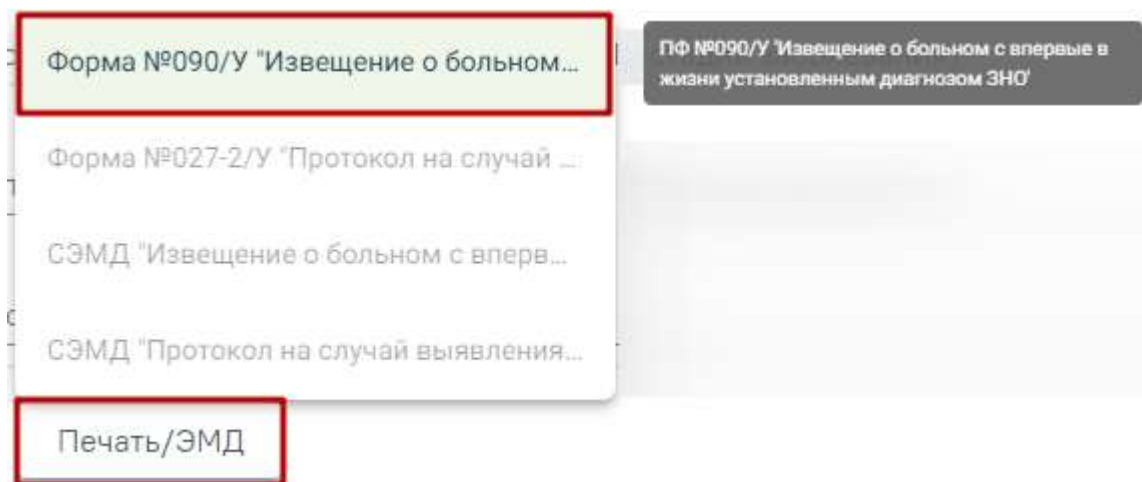 Форма №090/У "Извещение о больном...
ПФ №090/У 'Извещение о больном с впервые в
жизни установленным диагнозом ЗНО'
Форма №027-2/У "Протокол на случай ...
СЭМД "Извещение о больном с вперв...
СЭМД "Протокол на случай выявления...
Печать/ЭМД